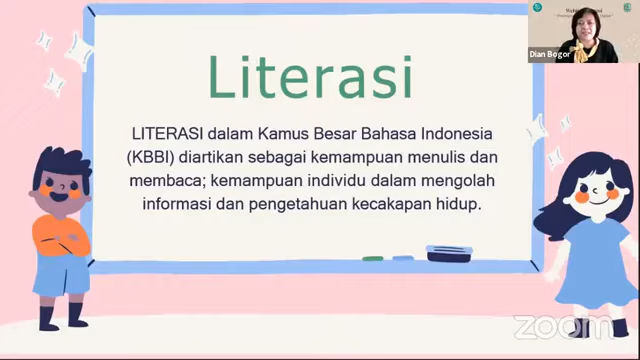 Literasi
LITERASI dalam Kamus Besar Bahasa Indonesia
(KBBI) diartikan sebagai kemampuan menulis dan
membaca; kemampuan individu dalam mengolah
informasi dan pengetahuan kecakapan hidup.
Dian Bogor
zoom